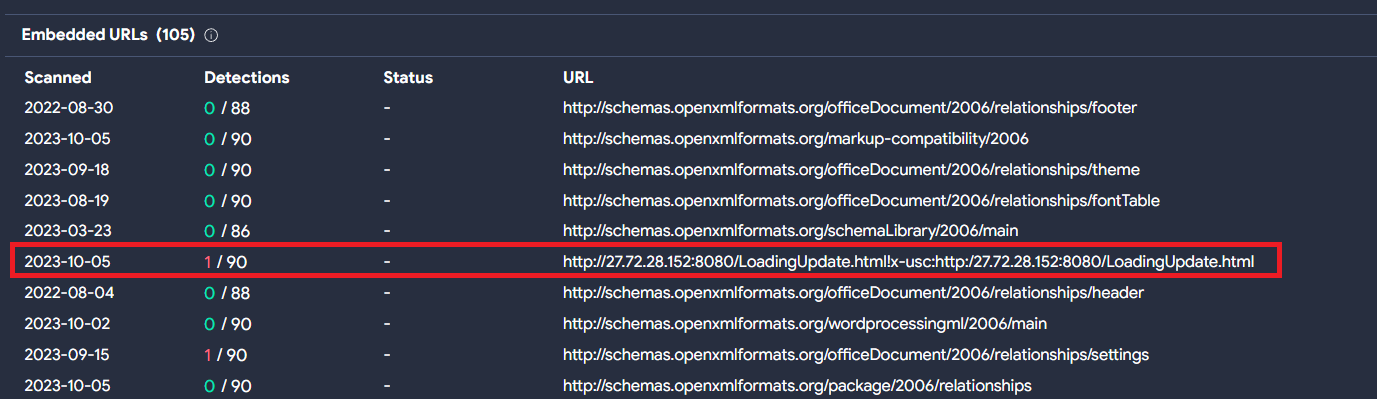 Embedded URLs (105)
Scanned Detections Status URL
2022-08-30 0 / 88 - http://schemas.openxmlformats.org/officeDocument/2006/relationships/footer
2023-10-05 0 / 90 - http://schemas.openxmlformats.org/markup-compatibility/2006
2023-09-18 0 / 90 - http://schemas.openxmlformats.org/officeDocument/2006/relationships/theme
2023-08-19 0 / 90 - http://schemas.openxmlformats.org/officeDocument/2006/relationships/fontTable
2023-03-23 0 / 86 - http://schemas.openxmlformats.org/schemaLibrary/2006/main
2023-10-05 1 / 90 - http://27.72.28.152:8080/LoadingUpdate.html!x-usc:http:/27.72.28.152:8080/LoadingUpdate.html
2022-08-04 0 / 88 - http://schemas.openxmlformats.org/officeDocument/2006/relationships/header
2023-10-02 0 / 90 - http://schemas.openxmlformats.org/wordprocessingml/2006/main
2023-09-15 1 / 90 - http://schemas.openxmlformats.org/officeDocument/2006/relationships/settings
2023-10-05 0 / 90 - http://schemas.openxmlformats.org/package/2006/relationships